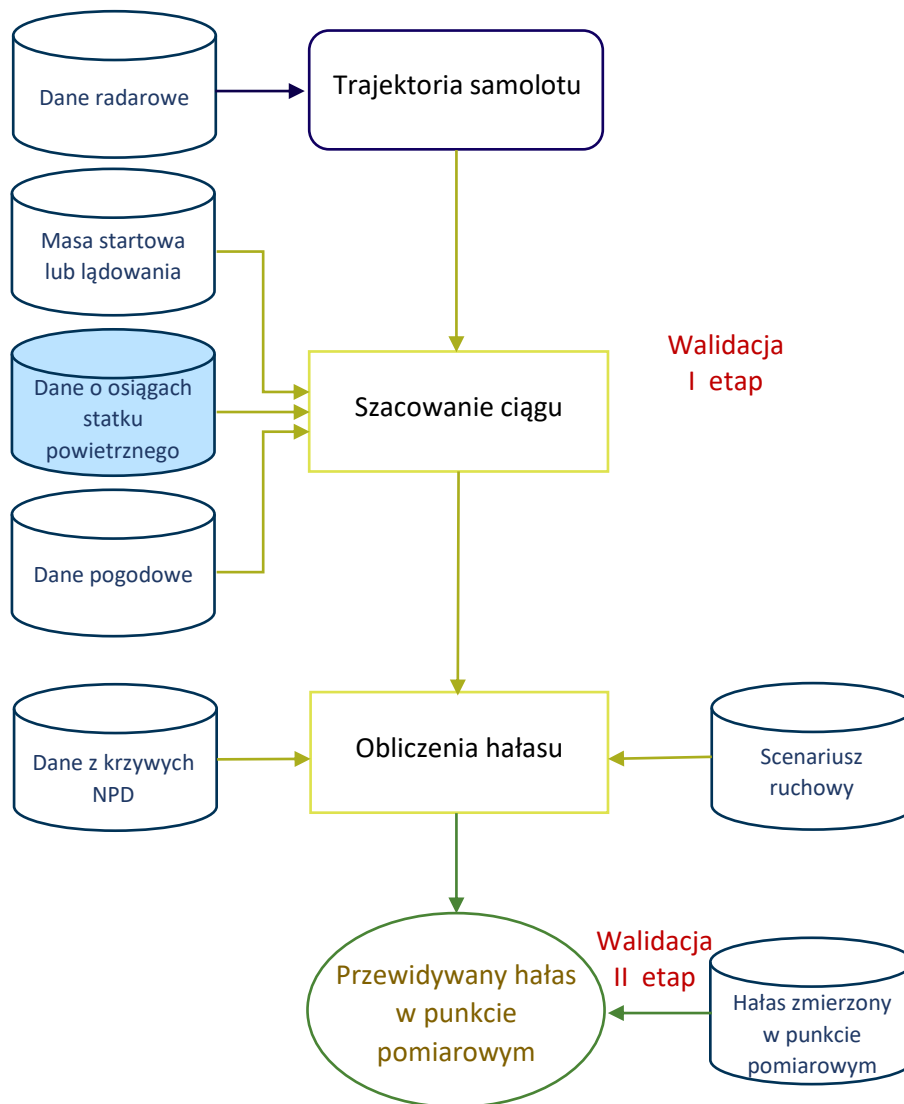 Dane radarowe
Trajektoria samolotu
Masa startowa
lub lądowania
Dane o osiągach
statku
powietrznego
Szacowanie ciągu
Walidacja
I etap
Dane pogodowe
Dane z krzywych
NPD
Obliczenia hałasu
Scenariusz
ruchowy
Przewidywany hałas
w punkcie
pomiarowym
Walidacja
II etap
Hałas zmierzony
w punkcie
pomiarowym